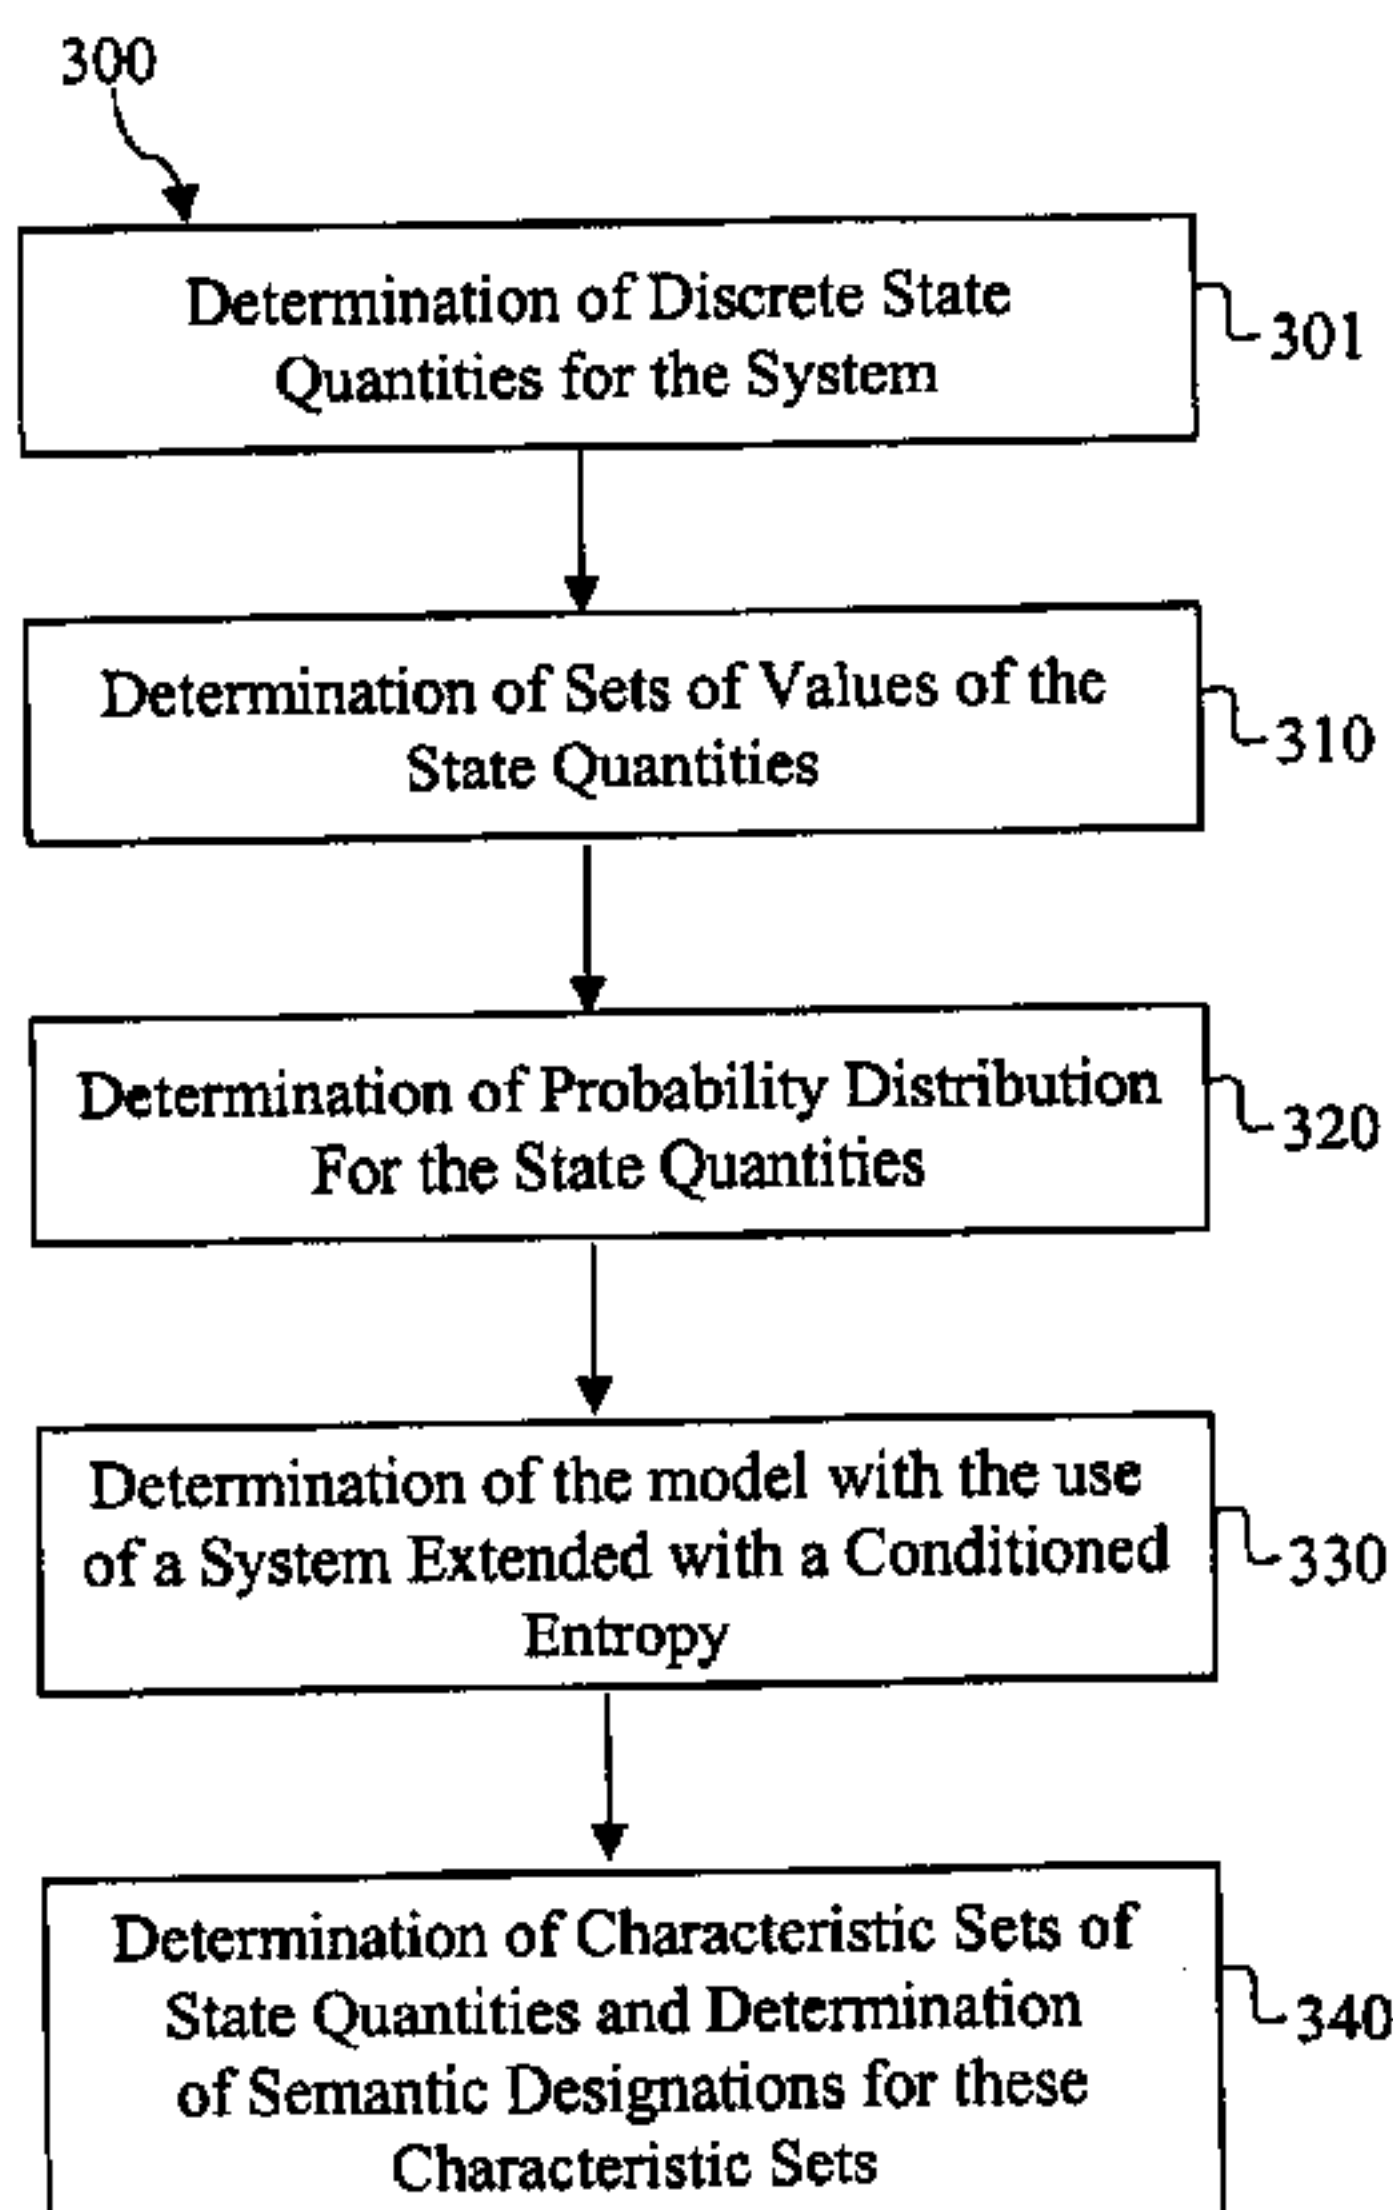 300
Determination of Discrete State
Quantities for the System
301
Determination of Sets of Values of the
State Quantities
310
Determination of Probability Distribution
For the State Quantities
320
Determination of the model with the use
of a System Extended with a Conditioned
Entropy
330
Determination of Characteristic Sets of
State Quantities and Determination
of Semantic Designations for these
Characteristic Sets
340